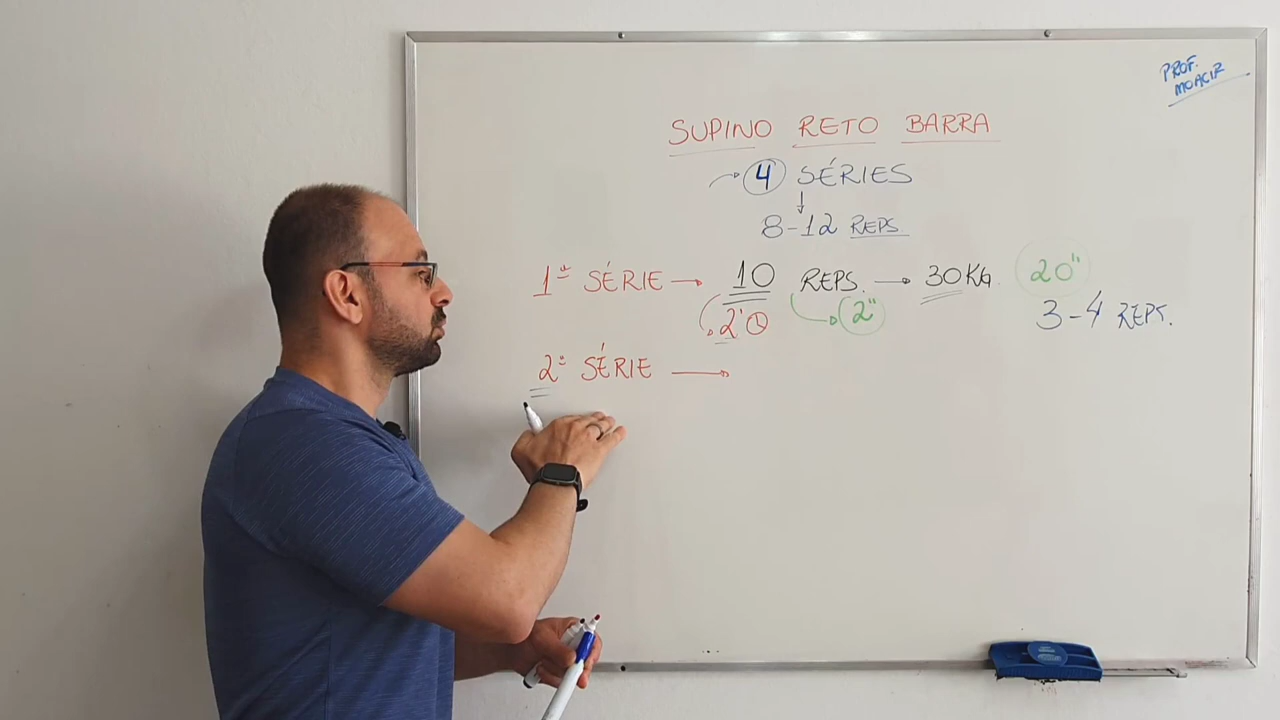 PROF.
MOACIR
SUPINO RETO BARRA
4 SÉRIES
8-12 REPS.
1ª SÉRIE → 10 REPS. → 30KG 20"
2' 2" 3-4 REPS.
2ª SÉRIE →